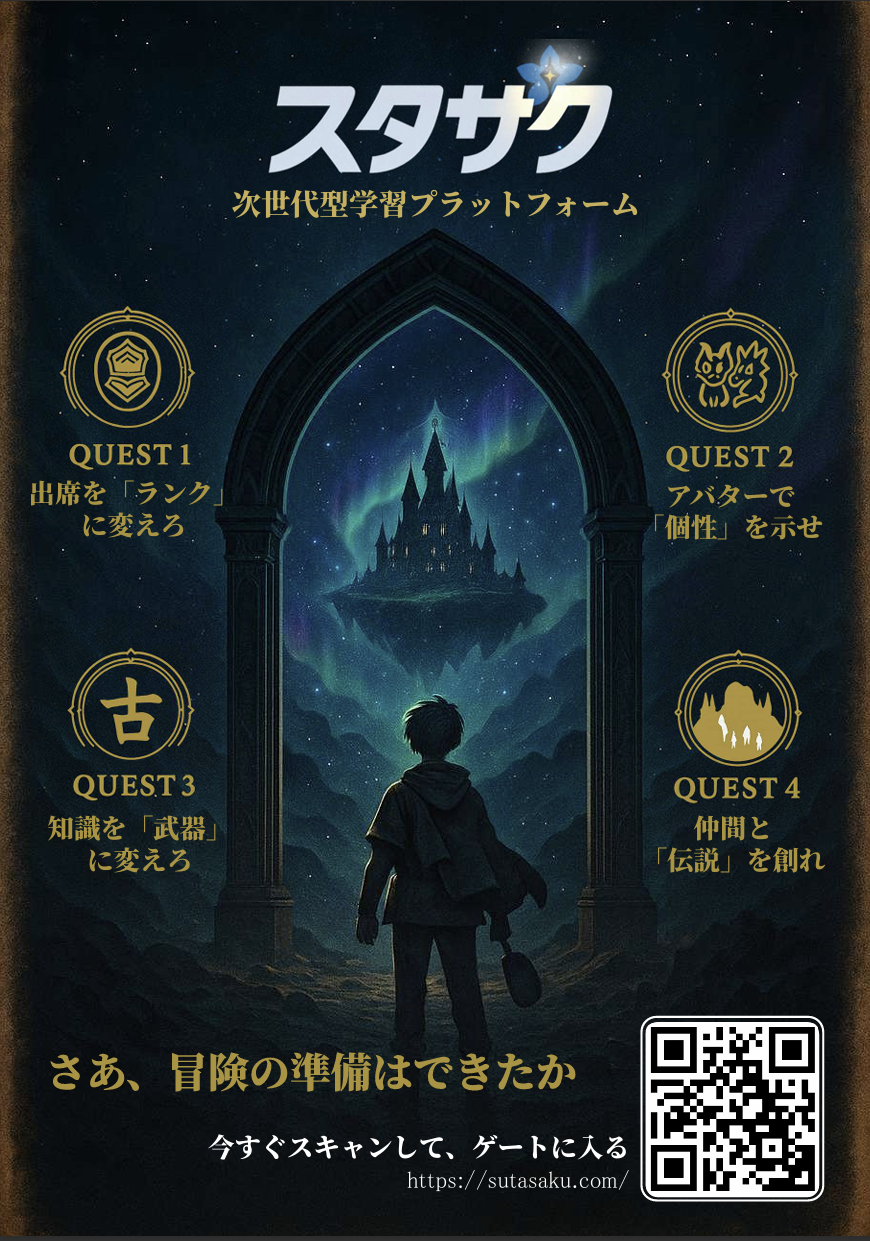 スタサク
次世代型学習プラットフォーム
QUEST 1
出席を「ランク」
に変えろ
QUEST 2
アバターで
「個性」を示せ
古
QUEST 3
知識を「武器」
に変えろ
QUEST 4
仲間と
「伝説」を創れ
さあ、冒険の準備はできたか
今すぐスキャンして、ゲートに入る
https://sutasaku.com/